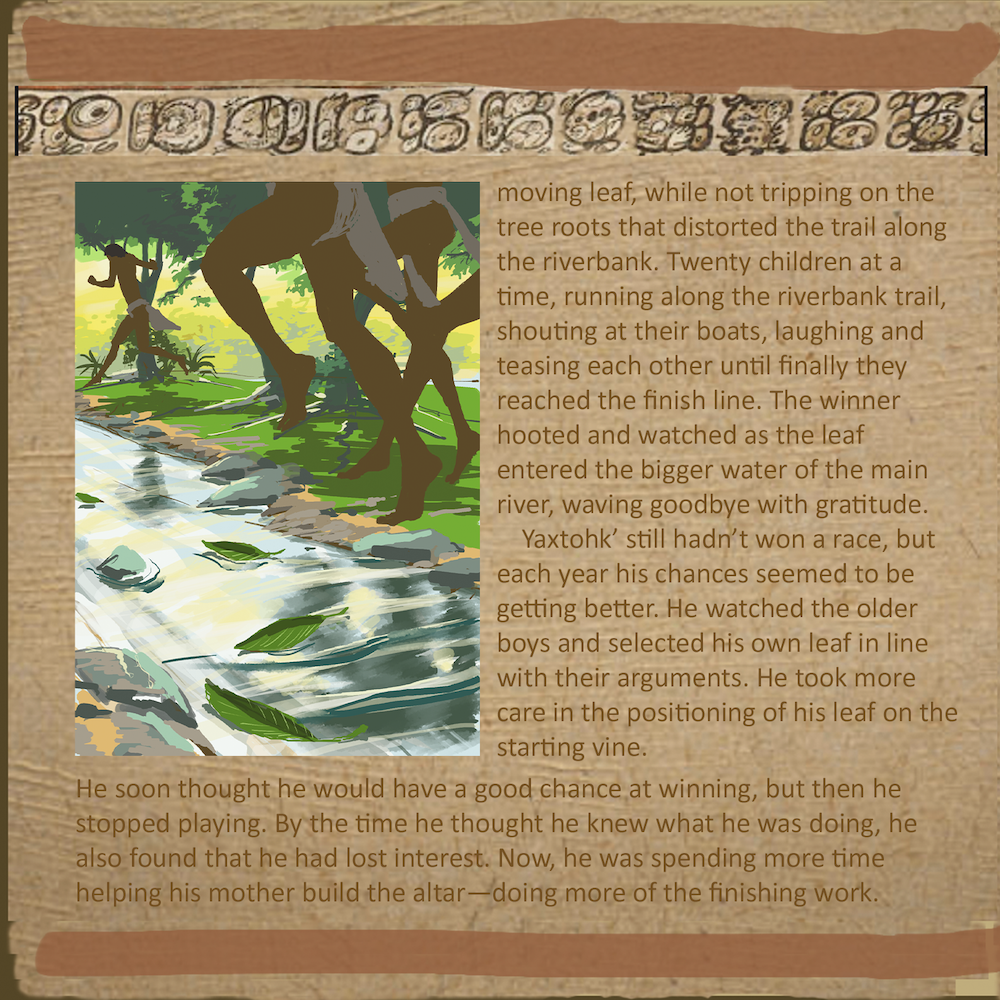 moving leaf, while not tripping on the
tree roots that distorted the trail along
the riverbank. Twenty children at a
time, running along the riverbank trail,
shouting at their boats, laughing and
teasing each other until finally they
reached the finish line. The winner
hooted and watched as the leaf
entered the bigger water of the main
river, waving goodbye with gratitude.
Yaxtohk’ still hadn’t won a race, but
each year his chances seemed to be
getting better. He watched the older
boys and selected his own leaf in line
with their arguments. He took more
care in the positioning of his leaf on the
starting vine.
He soon thought he would have a good chance at winning, but then he
stopped playing. By the time he thought he knew what he was doing, he
also found that he had lost interest. Now, he was spending more time
helping his mother build the altar—doing more of the finishing work.